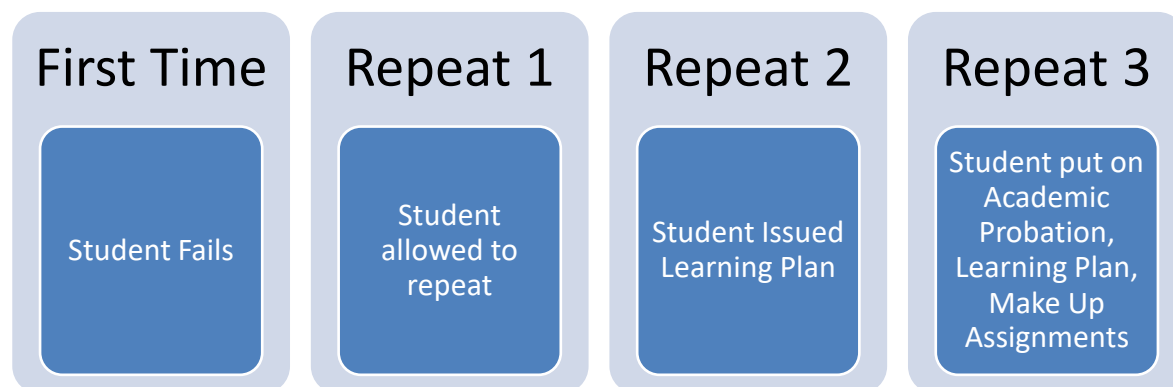 First Time
Student Fails
Repeat 1
Student
allowed to
repeat
Repeat 2
Student Issued
Learning Plan
Repeat 3
Student put on
Academic
Probation,
Learning Plan,
Make Up
Assignments